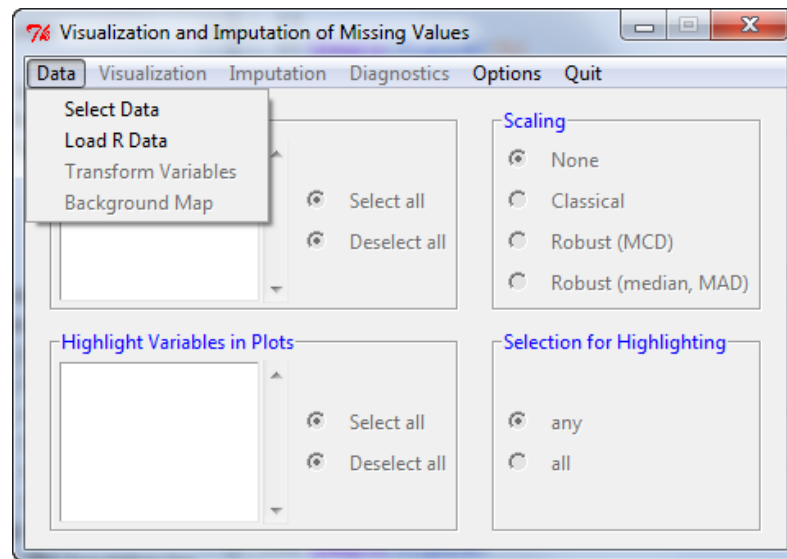 Visualization and Imputation of Missing Values
Data Visualization Imputation Diagnostics Options Quit
Select Data
Load R Data
Transform Variables
Background Map
Select all
Deselect all
Scaling
None
Classical
Robust (MCD)
Robust (median, MAD)
Highlight Variables in Plots
Select all
Deselect all
Selection for Highlighting
any
all